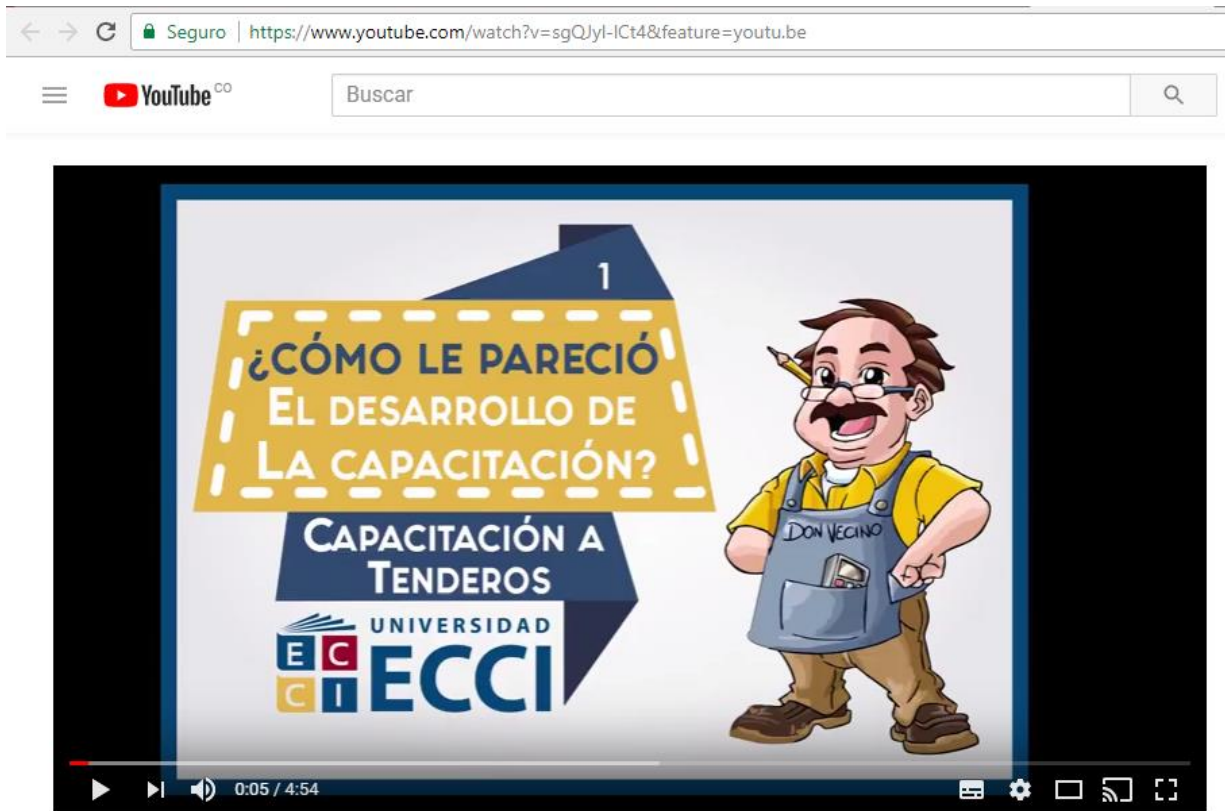 Seguro | https://www.youtube.com/watch?v=sgQJyl-lCt4&feature=youtu.be
YouTube CO
Buscar
1
¿CÓMO LE PARECIÓ
EL DESARROLLO DE
LA CAPACITACIÓN?
CAPACITACIÓN A
TENDEROS
UNIVERSIDAD
E C
C I
ECCI
DON VECINO
0:05 / 4:54